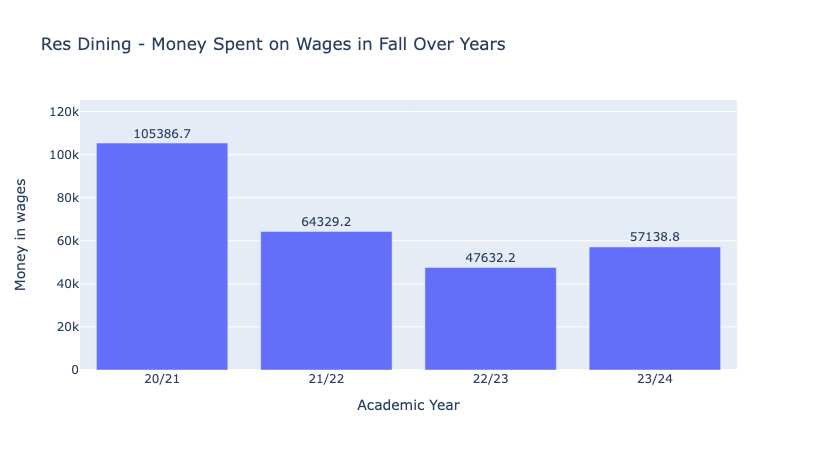 Res Dining - Money Spent on Wages in Fall Over Years
120k
100k
80k
60k
40k
20k
0
Money in wages
105386.7
64329.2
47632.2
57138.8
20/21
21/22
22/23
23/24
Academic Year